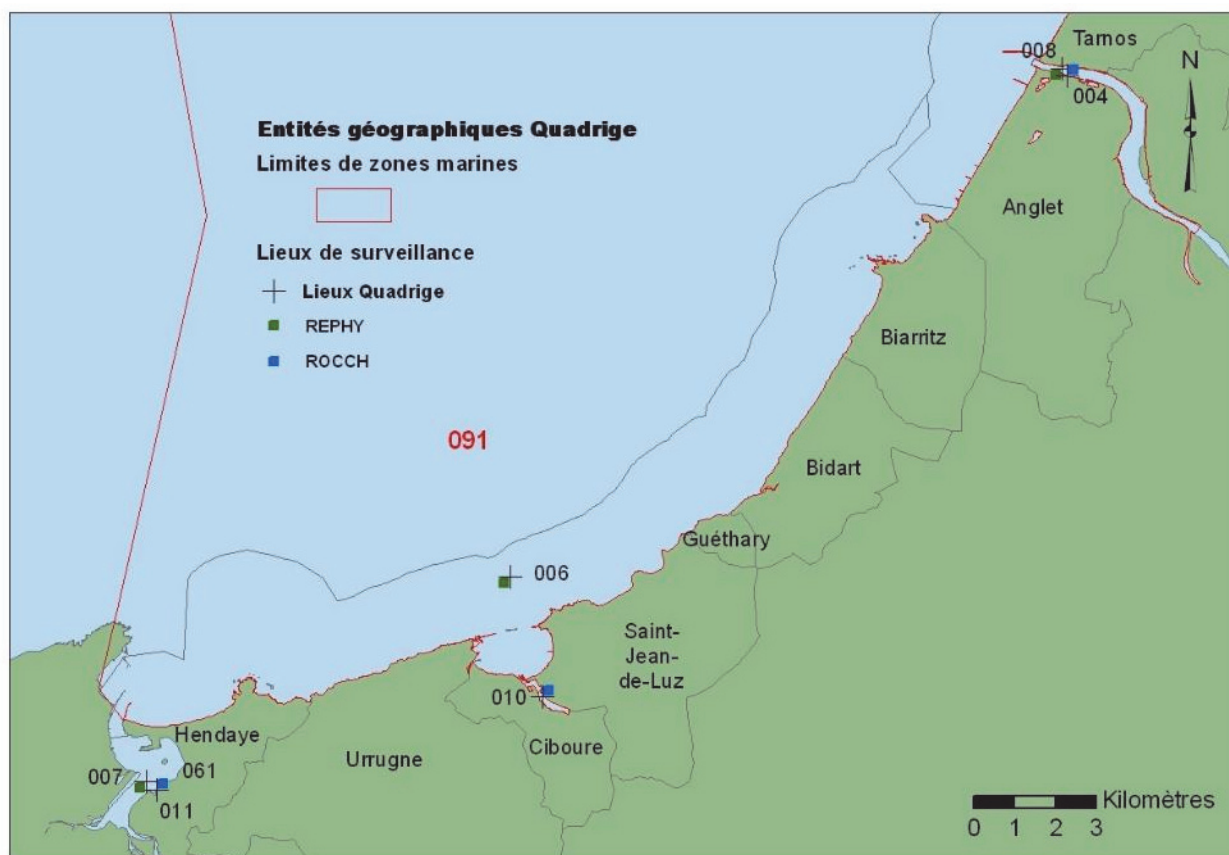 008
Tarnos
N
004
Entités géographiques Quadrige
Limites de zones marines
Anglet
Lieux de surveillance
Lieux Quadrige
REPHY
Biarritz
ROCCH
091
Bidart
Guéthary
006
Saint-
Jean-
de-Luz
010
Hendaye
Ciboure
Urrugne
007
061
011
Kilomètres
0 1 2 3